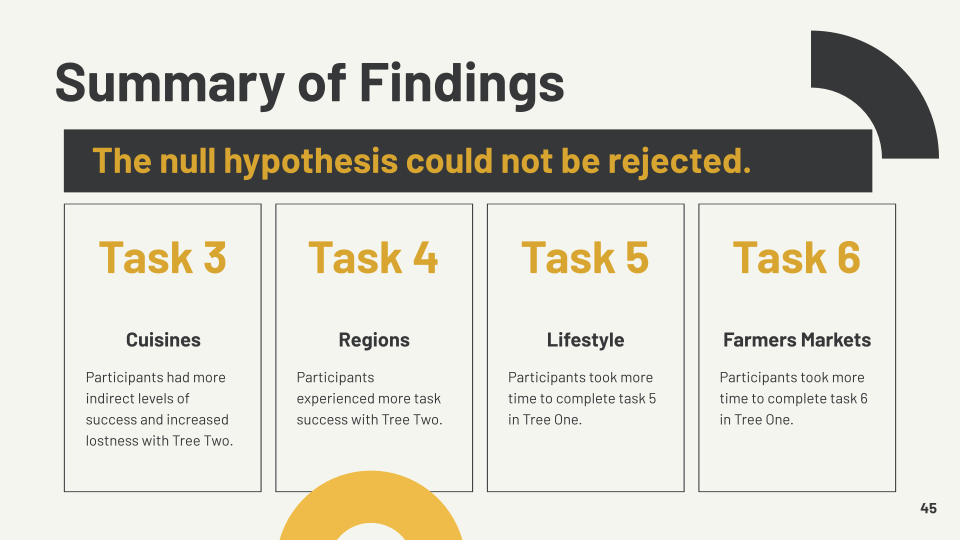 Summary of Findings
The null hypothesis could not be rejected.
Task 3
Cuisines
Participants had more
indirect levels of
success and increased
lostness with Tree Two.
Task 4
Regions
Participants
experienced more task
success with Tree Two.
Task 5
Lifestyle
Participants took more
time to complete task 5
in Tree One.
Task 6
Farmers Markets
Participants took more
time to complete task 6
in Tree One.
45